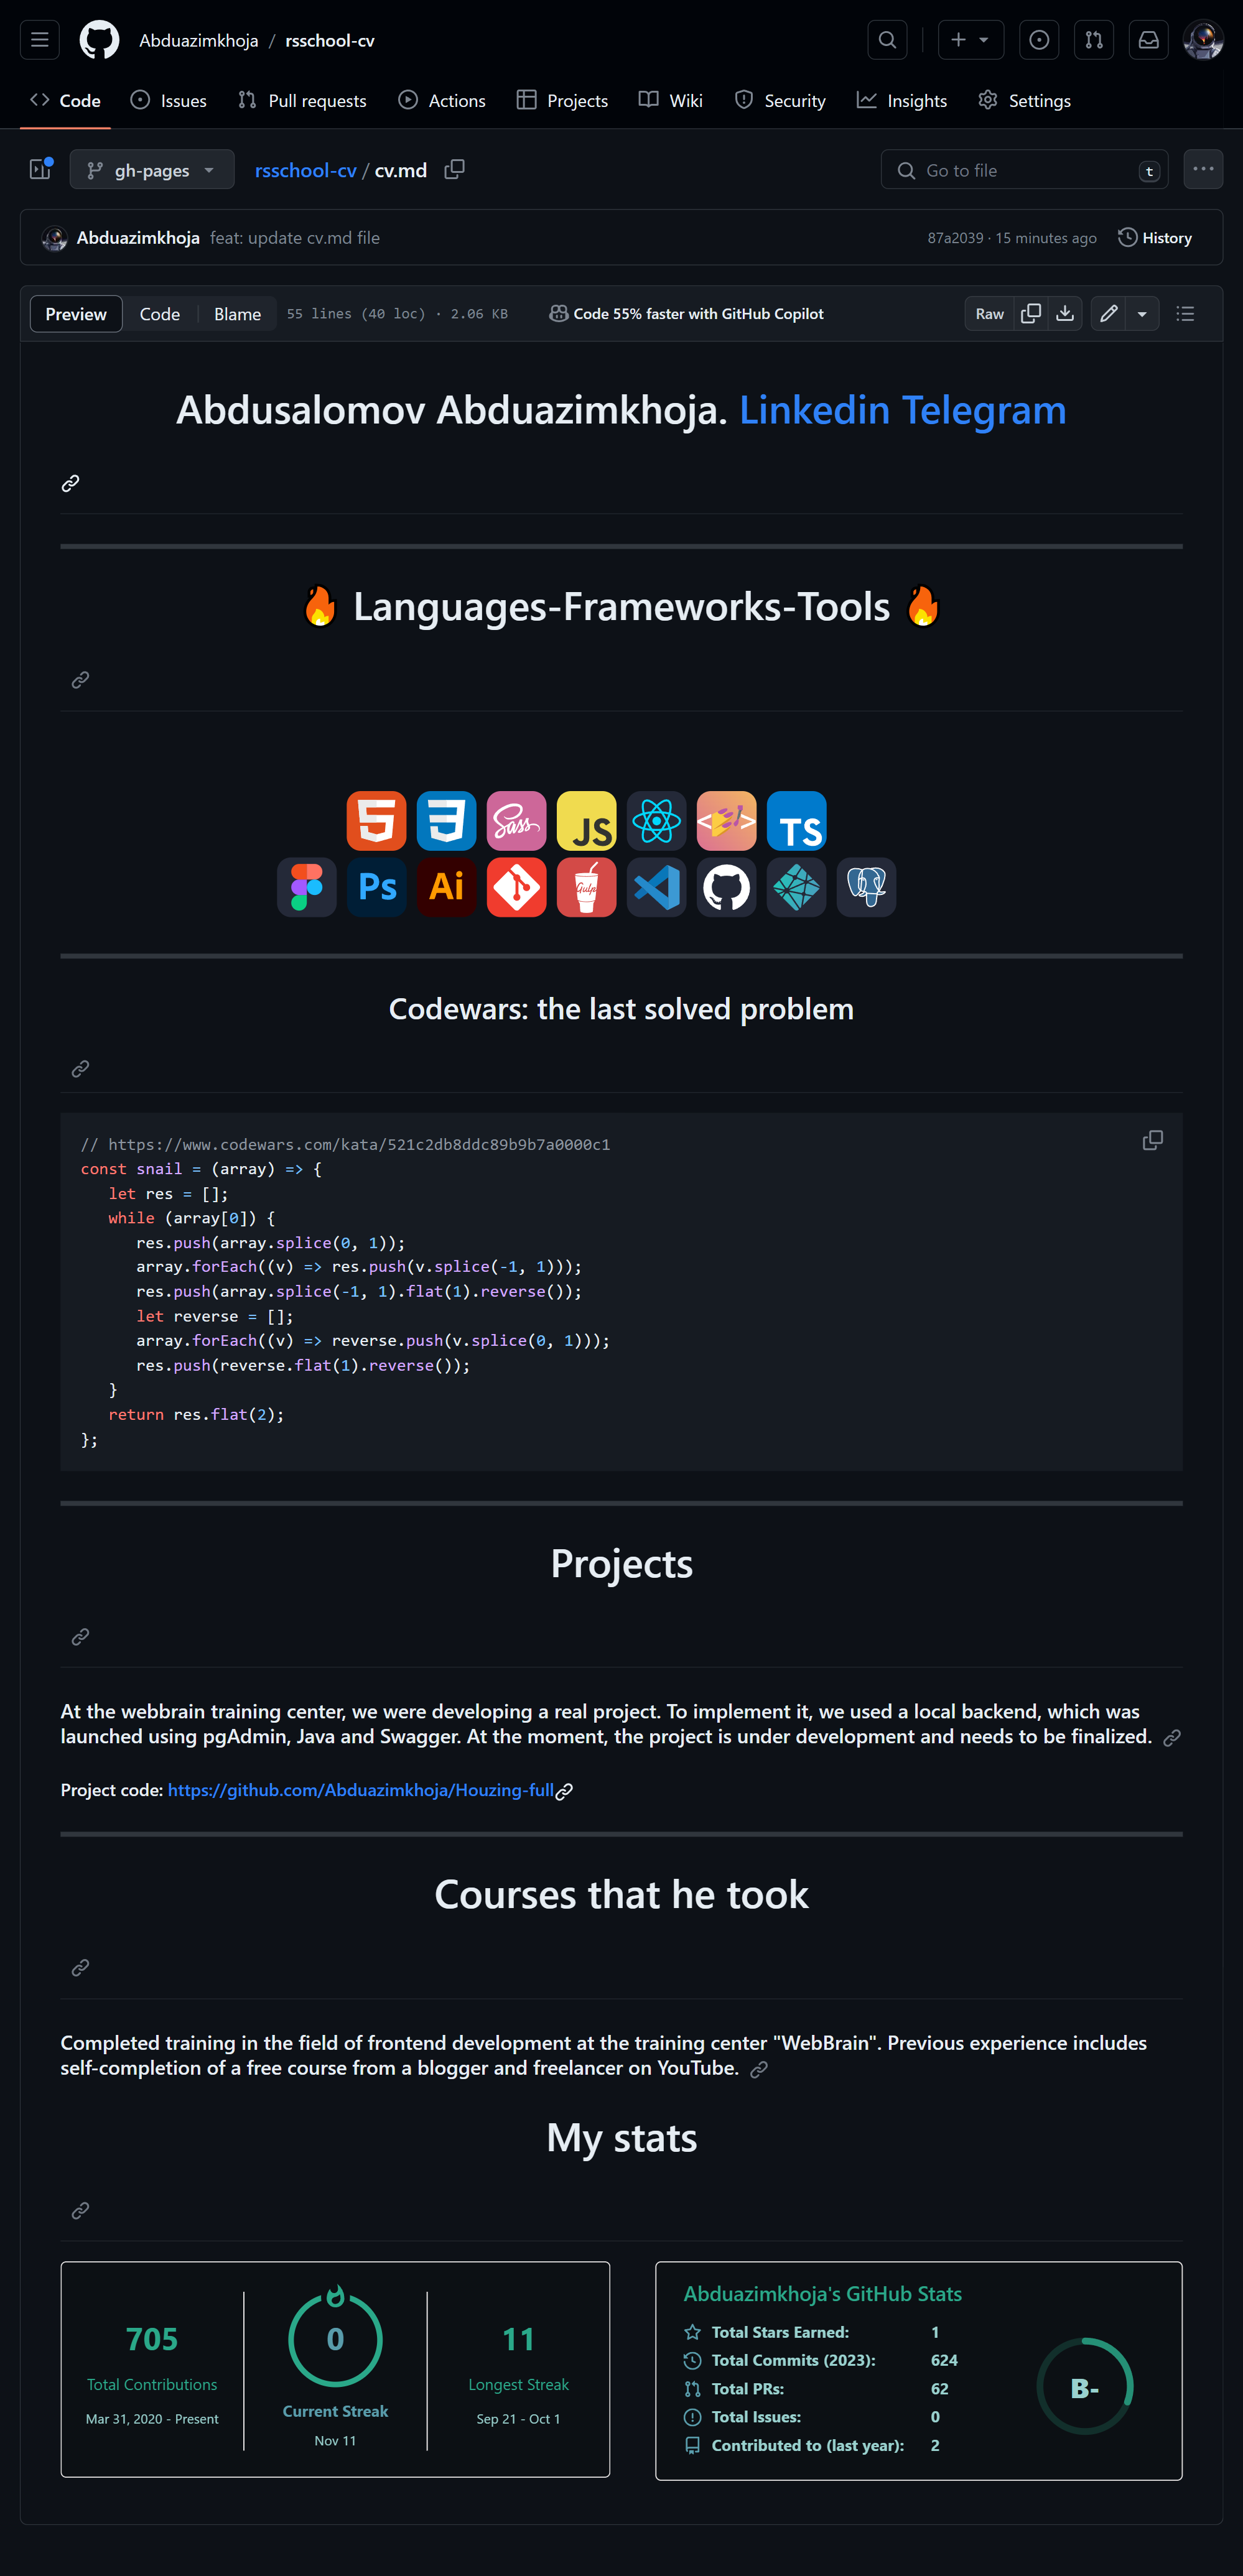 Abduazimkhoja / rsschool-cv
Code Issues Pull requests Actions Projects Wiki Security Insights Settings
gh-pages rsschool-cv / cv.md Go to file t
Abduazimkhoja feat: update cv.md file 87a2039 · 15 minutes ago History
Preview Code Blame 55 lines (40 loc) · 2.06 KB Code 55% faster with GitHub Copilot Raw
Abdusalomov Abduazimkhoja. Linkedin Telegram
Languages-Frameworks-Tools
Sass JS TS
Ps Ai Gulp
Codewars: the last solved problem
// https://www.codewars.com/kata/521c2db8ddc89b9b7a0000c1
const snail = (array) => {
let res = [];
while (array[0]) {
res.push(array.splice(0, 1));
array.forEach((v) => res.push(v.splice(-1, 1)));
res.push(array.splice(-1, 1).flat(1).reverse());
let reverse = [];
array.forEach((v) => reverse.push(v.splice(0, 1)));
res.push(reverse.flat(1).reverse());
}
return res.flat(2);
};
Projects
At the webbrain training center, we were developing a real project. To implement it, we used a local backend, which was
launched using pgAdmin, Java and Swagger. At the moment, the project is under development and needs to be finalized.
Project code: https://github.com/Abduazimkhoja/Houzing-full
Courses that he took
Completed training in the field of frontend development at the training center "WebBrain". Previous experience includes
self-completion of a free course from a blogger and freelancer on YouTube.
My stats
705
Total Contributions
Mar 31, 2020 - Present
0
Current Streak
Nov 11
11
Longest Streak
Sep 21 - Oct 1
Abduazimkhoja's GitHub Stats
Total Stars Earned: 1
Total Commits (2023): 624
Total PRs: 62
Total Issues: 0
Contributed to (last year): 2
B-